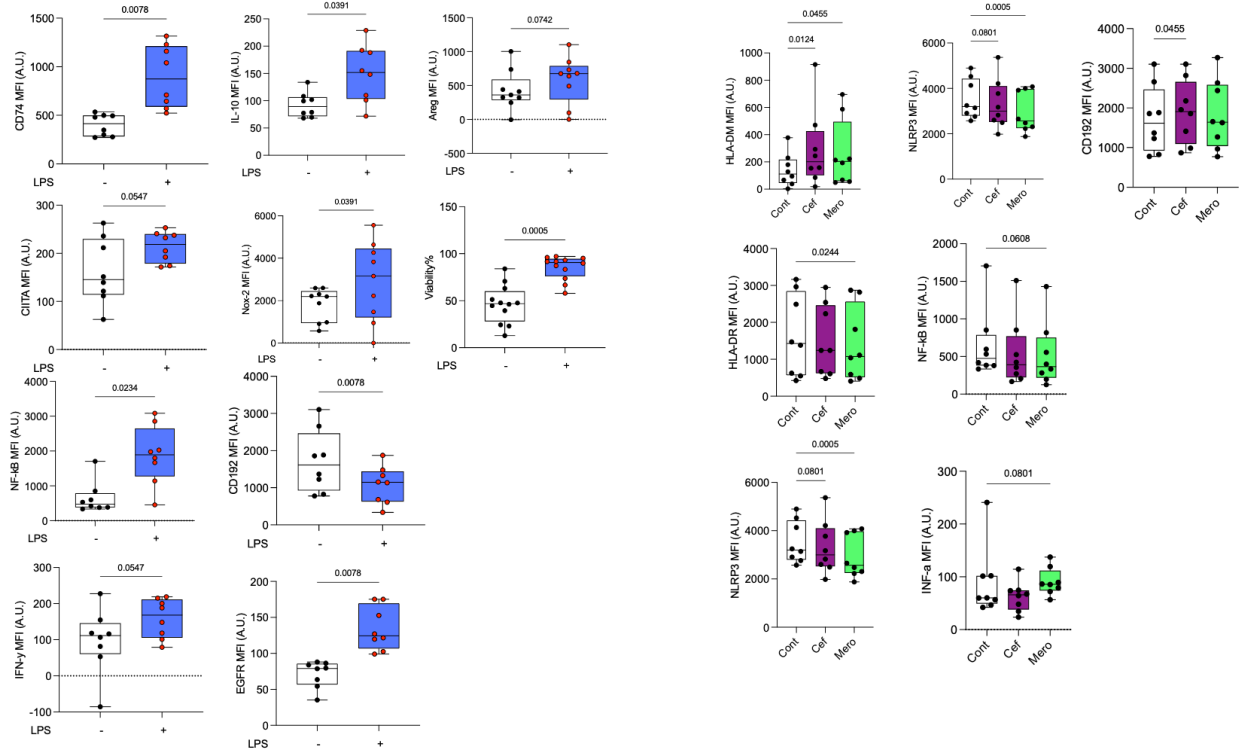 0.0078
1500
1000
500
0
CD74 MFI (A.U.)
LPS
-
+
0.0391
250
200
150
100
50
0
IL-10 MFI (A.U.)
-
+
0.0742
1500
1000
500
0
-500
Areg MFI (A.U.)
-
+
0.0547
300
200
100
0
CIITA MFI (A.U.)
LPS
-
+
0.0391
6000
4000
2000
0
Nox-2 MFI (A.U.)
LPS
-
+
0.0005
150
100
50
0
Viability%
LPS
-
+
0.0234
4000
3000
2000
1000
0
NF-kB MFI (A.U.)
LPS
-
+
0.0078
4000
3000
2000
1000
0
CD192 MFI (A.U.)
LPS
-
+
0.0547
300
200
100
0
-100
IFN-y MFI (A.U.)
LPS
-
+
0.0078
200
150
100
50
0
EGFR MFI (A.U.)
LPS
-
+
0.0455
0.0124
1000
800
600
400
200
0
HLA-DM MFI (A.U.)
Cont
Cef
Mero
0.0005
0.0801
6000
4000
2000
0
NLRP3 MFI (A.U.)
Cont
Cef
Mero
0.0455
4000
3000
2000
1000
0
CD192 MFI (A.U.)
Cont
Cef
Mero
0.0244
4000
3000
2000
1000
0
HLA-DR MFI (A.U.)
Cont
Cef
Mero
0.0608
2000
1500
1000
500
0
NF-kB MFI (A.U.)
Cont
Cef
Mero
0.0005
0.0801
6000
4000
2000
0
NLRP3 MFI (A.U.)
Cont
Cef
Mero
0.0801
300
200
100
0
INF-a MFI (A.U.)
Cont
Cef
Mero